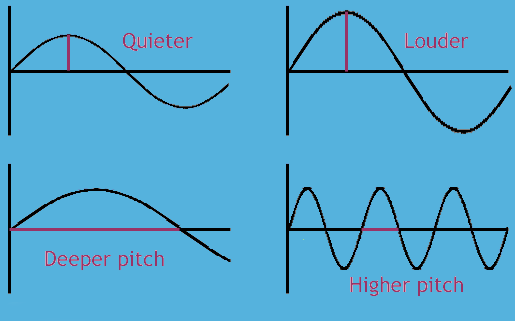 Quieter
Louder
Deeper pitch
Higher pitch